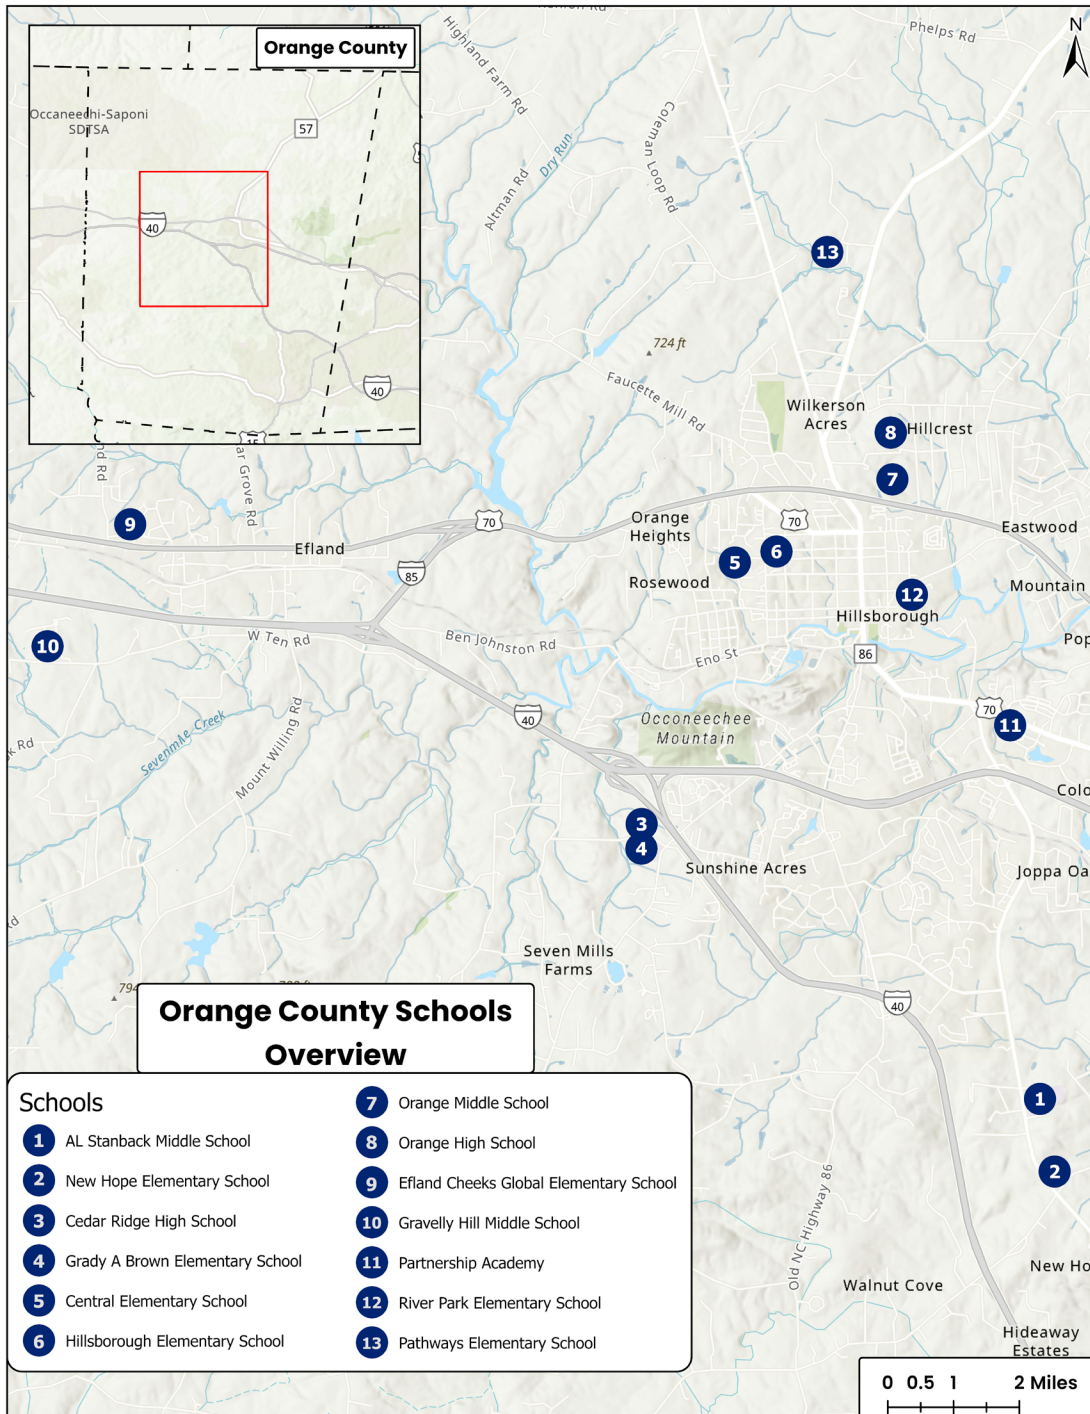 Phelps Rd
N
Orange County
Highland Farm Rd
Occaneechi-Saponi
SDTSA
57
Coleman Loop Rd
Dry Run
Altman Rd
40
13
724 ft
40
Faucette Mill Rd
Wilkerson
Acres
8
Hillcrest
15
7
9
70
Orange
Heights
70
Eastwood
Efland
6
5
85
Rosewood
Mountain
12
Hillsborough
W Ten Rd
Ben Johnston Rd
10
Eno St
86
40
70
Occoneechee
Mountain
11
Sevenmile Creek
Mount Willing Rd
3
4
Sunshine Acres
Seven Mills
Farms
40
Orange County Schools
Overview
Schools
1 AL Stanback Middle School
2 New Hope Elementary School
3 Cedar Ridge High School
4 Grady A Brown Elementary School
5 Central Elementary School
6 Hillsborough Elementary School
7 Orange Middle School
8 Orange High School
9 Efland Cheeks Global Elementary School
10 Gravelly Hill Middle School
11 Partnership Academy
12 River Park Elementary School
13 Pathways Elementary School
1
2
Old NC Highway 86
Walnut Cove
Hideaway
Estates
0 0.5 1 2 Miles